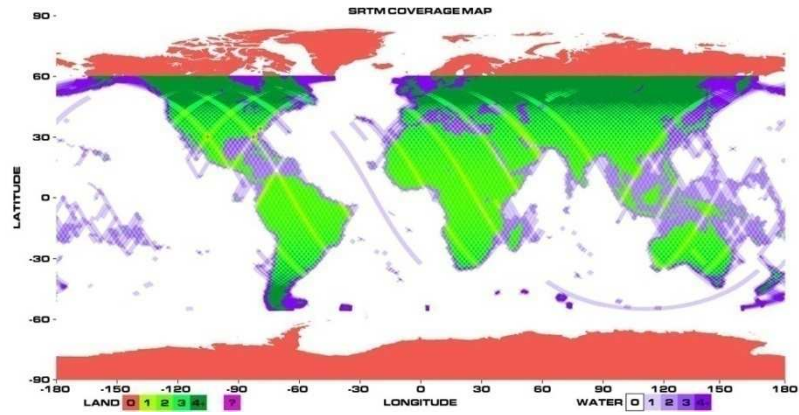 SRTM COVERAGE MAP
90
60
30
0
-30
-60
-90
LATITUDE
-180 -150 -120 -90 -60 -30 0 30 60 90 120 150 180
LAND 0 1 2 3 4+ ? LONGITUDE WATER 0 1 2 3 4+